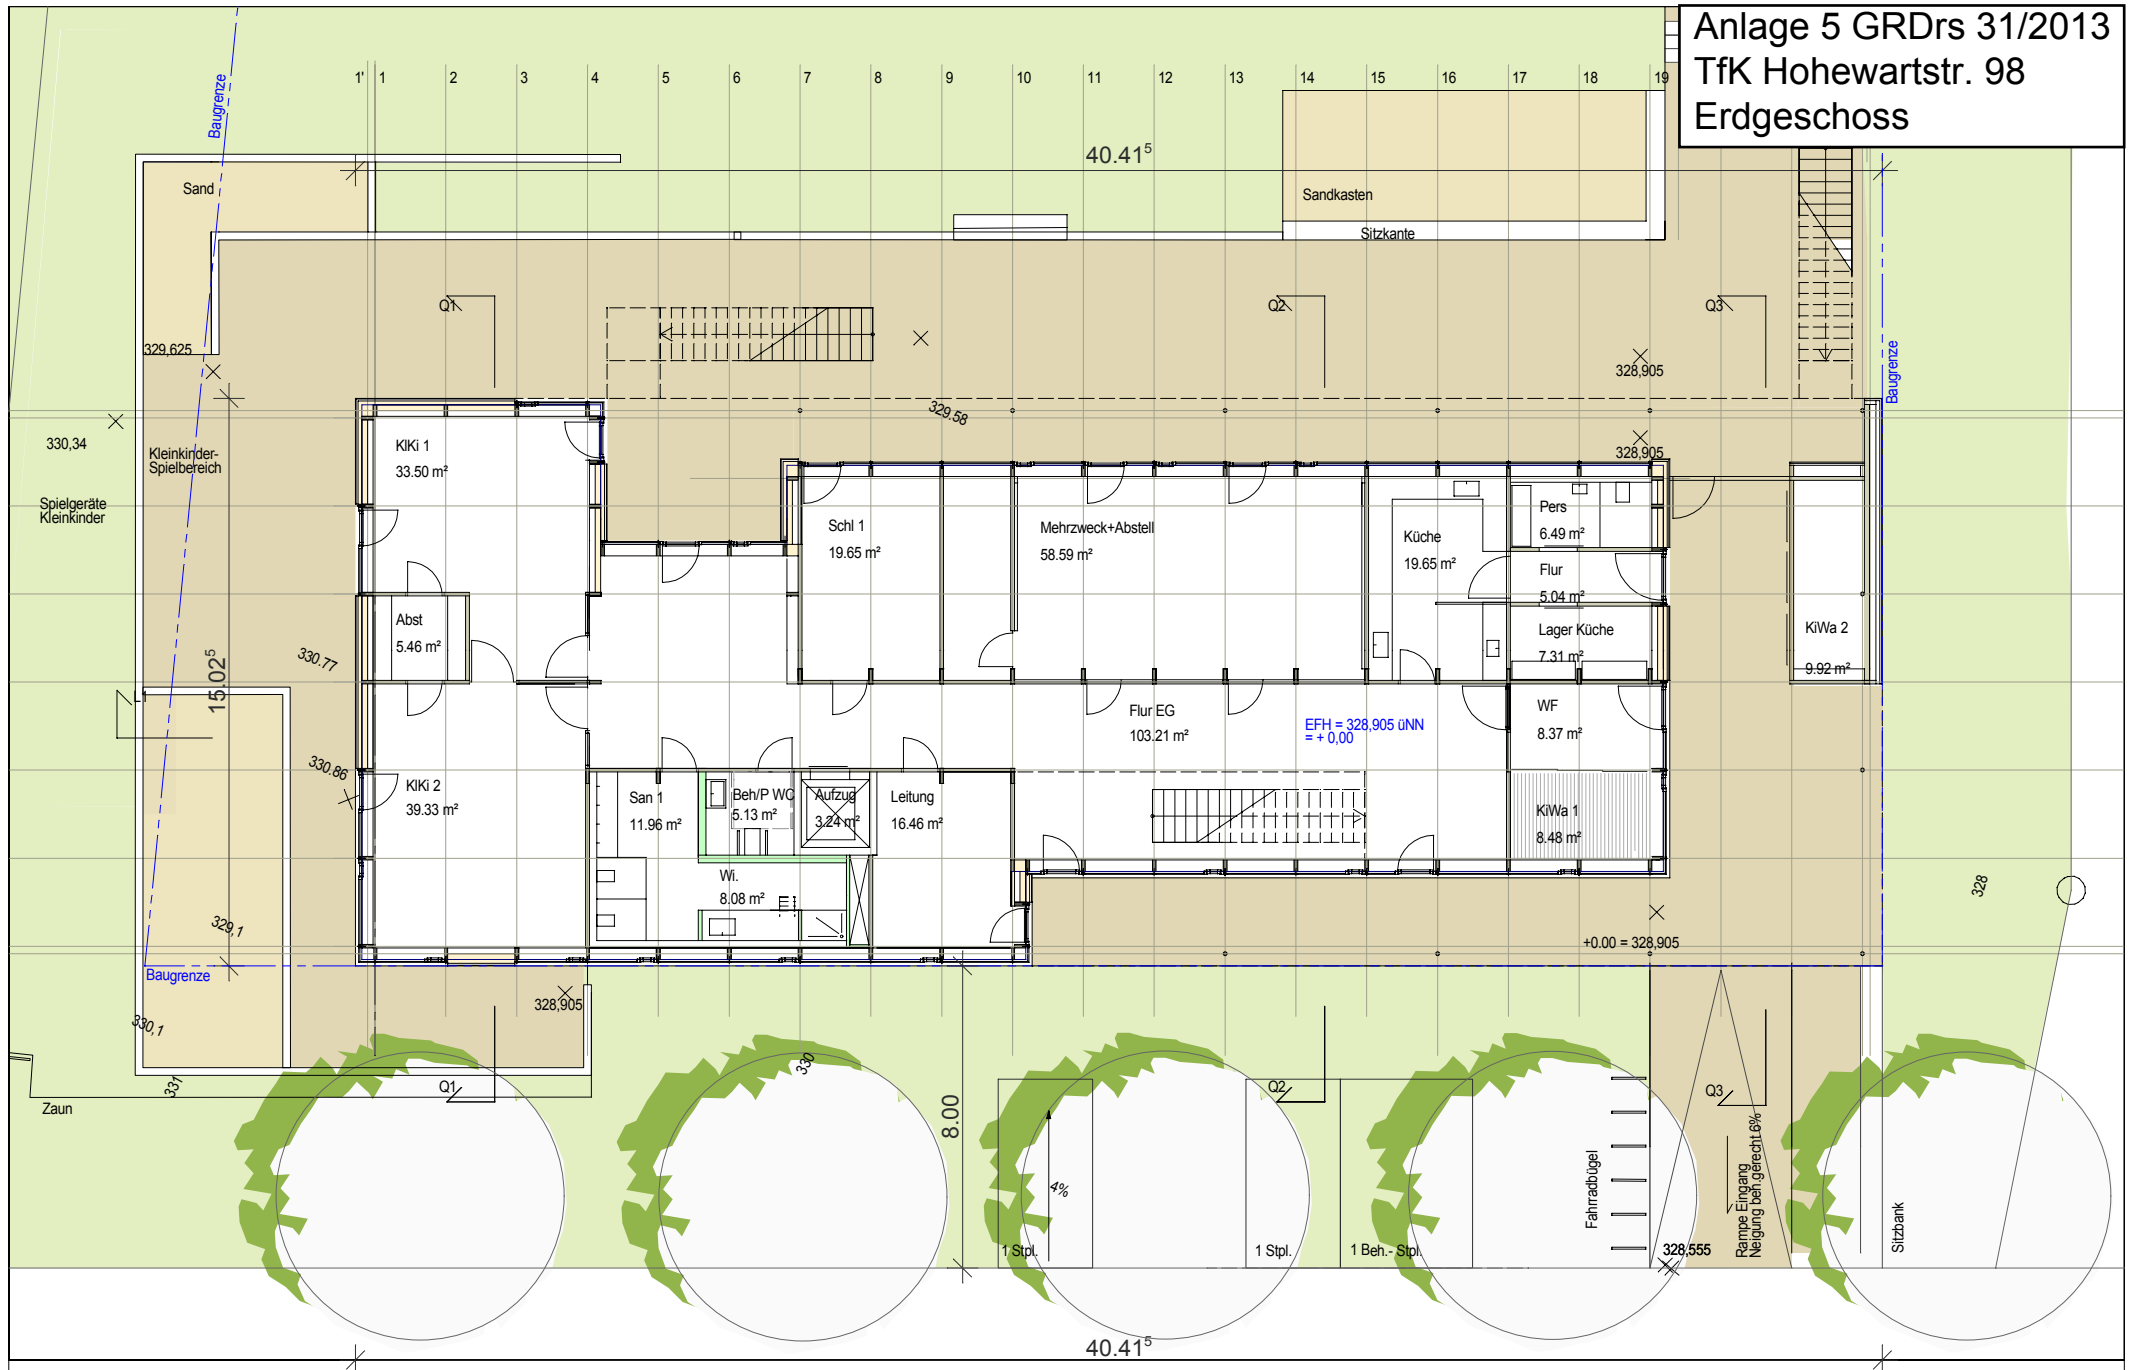 Anlage 5 GRDrs 31/2013
TfK Hohewartstr. 98
Erdgeschoss
1' 1 2 3 4 5 6 7 8 9 10 11 12 13 14 15 16 17 18 19
Baugrenze
40.41⁵
Sand
Sandkasten
Sitzkante
Q1
Q2
Q3
329,625
328,905
Baugrenze
329.58
330,34
Kleinkinder-
Spielbereich
Spielgeräte
Kleinkinder
328,905
KlKi 1
33.50 m²
Schl 1
19.65 m²
Mehrzweck+Abstell
58.59 m²
Küche
19.65 m²
Pers
6.49 m²
Flur
5.04 m²
Lager Küche
7.31 m²
KiWa 2
9.92 m²
Abst
5.46 m²
330.77
15.02⁵
L1
Flur EG
103.21 m²
EFH = 328,905 üNN
= + 0,00
WF
8.37 m²
330.86
KlKi 2
39.33 m²
San 1
11.96 m²
Beh/P WC
5.13 m²
Aufzug
3.24 m²
Leitung
16.46 m²
KiWa 1
8.48 m²
Wi.
8.08 m²
328
329,1
+0.00 = 328,905
Baugrenze
328,905
330,1
331
330
Zaun
Q1
Q2
Q3
8.00
4%
1 Stpl.
1 Stpl.
1 Beh.- Stpl.
Fahrradbügel
328,555
Rampe Eingang
Neigung beh.gerecht 6%
Sitzbank
40.41⁵